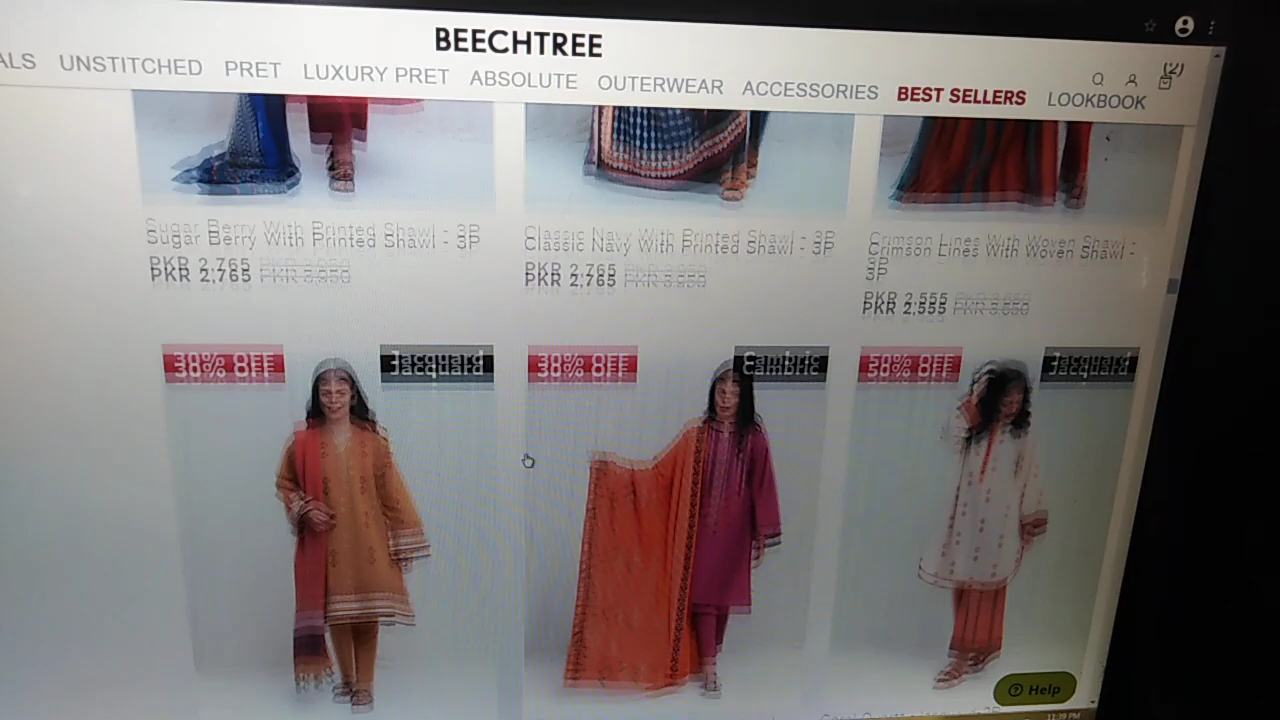 BEECHTREE
UNSTITCHED PRET LUXURY PRET ABSOLUTE OUTERWEAR ACCESSORIES BEST SELLERS LOOKBOOK
(2)
Sugar Berry With Printed Shawl - 3P
PKR 2,765
Classic Navy With Printed Shawl - 3P
PKR 2,765
Crimson Lines With Woven Shawl -
3P
PKR 2,555
30% OFF
Jacquard
30% OFF
Cambric
50% OFF
Jacquard
Help